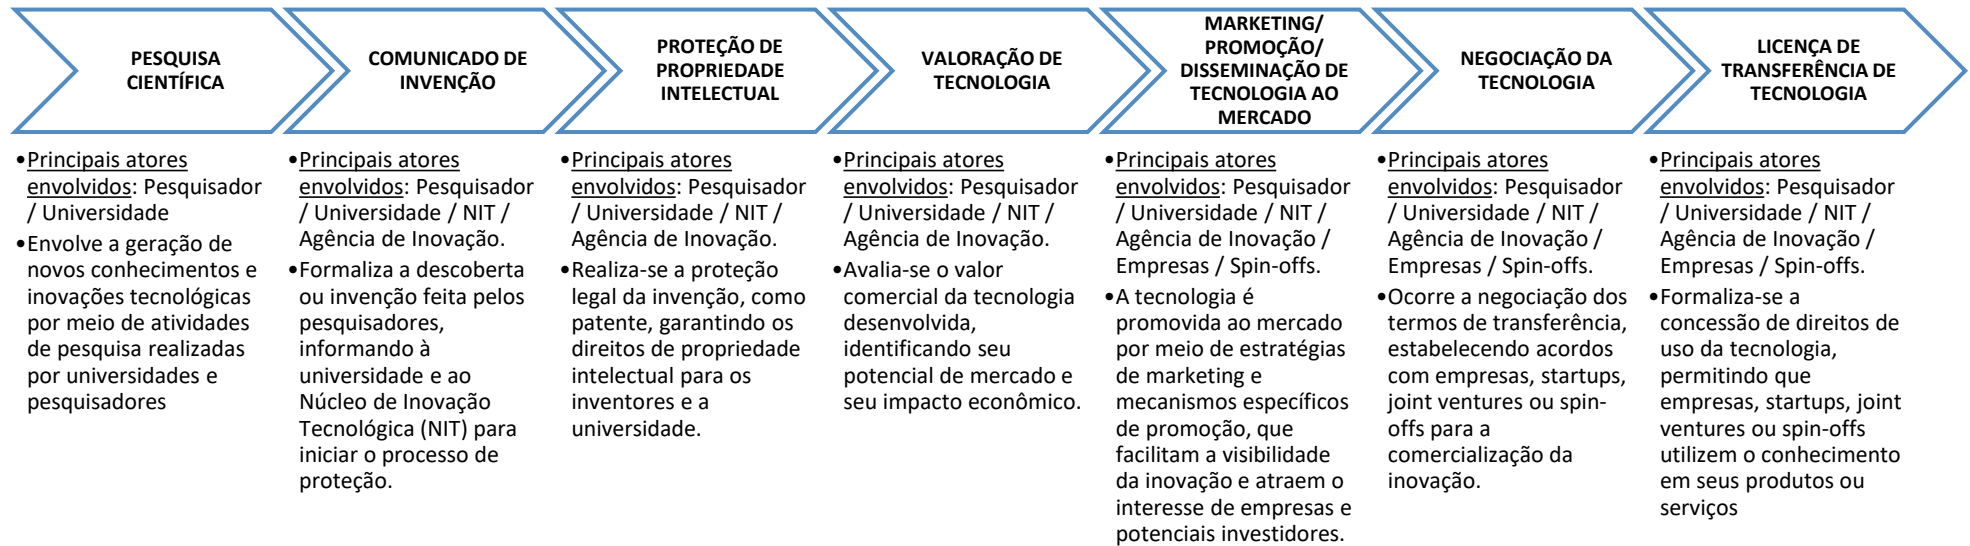 PESQUISA
CIENTÍFICA
COMUNICADO DE
INVENÇÃO
PROTEÇÃO DE
PROPRIEDADE
INTELECTUAL
VALORAÇÃO DE
TECNOLOGIA
MARKETING/
PROMOÇÃO/
DISSEMINAÇÃO DE
TECNOLOGIA AO
MERCADO
NEGOCIAÇÃO DA
TECNOLOGIA
LICENÇA DE
TRANSFERÊNCIA DE
TECNOLOGIA
•Principais atores
envolvidos: Pesquisador
/ Universidade
•Envolve a geração de
novos conhecimentos e
inovações tecnológicas
por meio de atividades
de pesquisa realizadas
por universidades e
pesquisadores
•Principais atores
envolvidos: Pesquisador
/ Universidade / NIT /
Agência de Inovação.
•Formaliza a descoberta
ou invenção feita pelos
pesquisadores,
informando à
universidade e ao
Núcleo de Inovação
Tecnológica (NIT) para
iniciar o processo de
proteção.
•Principais atores
envolvidos: Pesquisador
/ Universidade / NIT /
Agência de Inovação.
•Realiza-se a proteção
legal da invenção, como
patente, garantindo os
direitos de propriedade
intelectual para os
inventores e a
universidade.
•Principais atores
envolvidos: Pesquisador
/ Universidade / NIT /
Agência de Inovação.
•Avalia-se o valor
comercial da tecnologia
desenvolvida,
identificando seu
potencial de mercado e
seu impacto econômico.
•Principais atores
envolvidos: Pesquisador
/ Universidade / NIT /
Agência de Inovação /
Empresas / Spin-offs.
•A tecnologia é
promovida ao mercado
por meio de estratégias
de marketing e
mecanismos específicos
de promoção, que
facilitam a visibilidade
da inovação e atraem o
interesse de empresas e
potenciais investidores.
•Principais atores
envolvidos: Pesquisador
/ Universidade / NIT /
Agência de Inovação /
Empresas / Spin-offs.
•Ocorre a negociação dos
termos de transferência,
estabelecendo acordos
com empresas, startups,
joint ventures ou spin-
offs para a
comercialização da
inovação.
•Principais atores
envolvidos: Pesquisador
/ Universidade / NIT /
Agência de Inovação /
Empresas / Spin-offs.
•Formaliza-se a
concessão de direitos de
uso da tecnologia,
permitindo que
empresas, startups, joint
ventures ou spin-offs
utilizem o conhecimento
em seus produtos ou
serviços